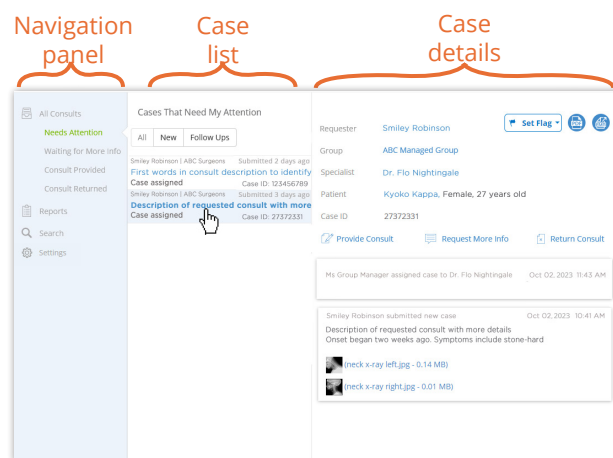 Navigation
panel
Case
list
Case
details
All Consults
Needs Attention
Waiting for More info
Consult Provided
Consult Returned
Reports
Search
Settings
Cases That Need My Attention
All New Follow Ups
Smiley Robinson | ABC Surgeons Submitted 2 days ago
First words in consult description to identify
Case assigned Case ID: 123456789
Smiley Robinson | ABC Surgeons Submitted 3 days ago
Description of requested consult with more
Case assigned Case ID: 27372331
Set Flag
PDF
Requester Smiley Robinson
Group ABC Managed Group
Specialist Dr. Flo Nightingale
Patient Kyoko Kappa, Female, 27 years old
Case ID 27372331
Provide Consult Request More Info Return Consult
Ms Group Manager assigned case to Dr. Flo Nightingale Oct 02, 2023 11:43 AM
Smiley Robinson submitted new case Oct 02, 2023 10:41 AM
Description of requested consult with more details
Onset began two weeks ago. Symptoms include stone-hard
(neck x-ray left.jpg - 0.14 MB)
(neck x-ray right.jpg - 0.01 MB)